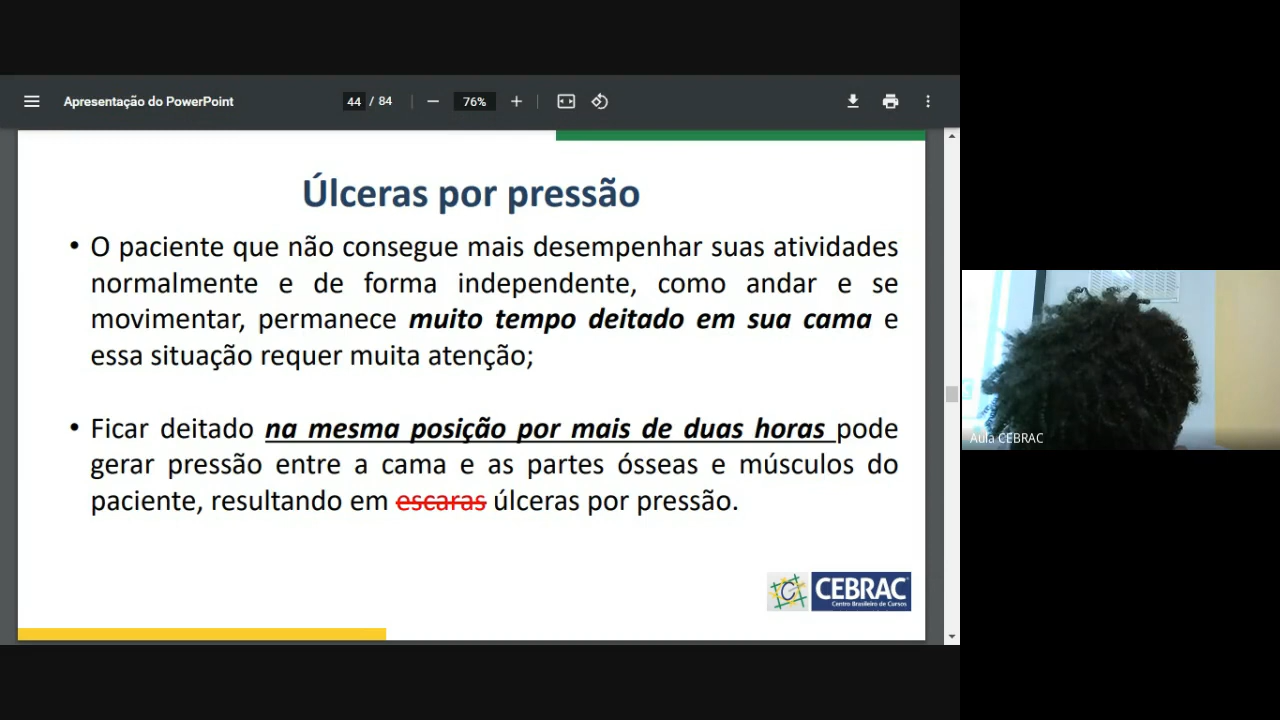 Apresentação do PowerPoint
44 / 84
76%
Úlceras por pressão
• O paciente que não consegue mais desempenhar suas atividades
normalmente e de forma independente, como andar e se
movimentar, permanece muito tempo deitado em sua cama e
essa situação requer muita atenção;
• Ficar deitado na mesma posição por mais de duas horas pode
gerar pressão entre a cama e as partes ósseas e músculos do
paciente, resultando em escaras úlceras por pressão.
CEBRAC
Centro Brasileiro de Cursos
Aula CEBRAC